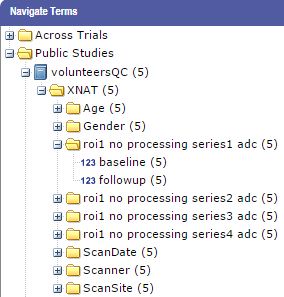 Navigate Terms
Across Trials
Public Studies
volunteersQC (5)
XNAT (5)
Age (5)
Gender (5)
roi1 no processing series1 adc (5)
123 baseline (5)
123 followup (5)
roi1 no processing series2 adc (5)
roi1 no processing series3 adc (5)
roi1 no processing series4 adc (5)
ScanDate (5)
Scanner (5)
ScanSite (5)